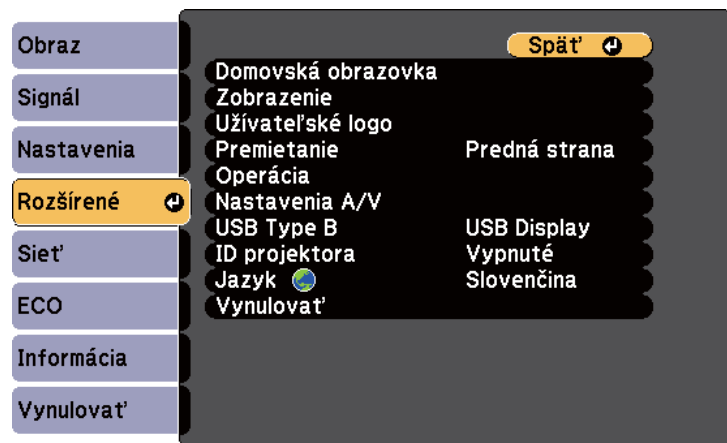 Obraz
Signál
Nastavenia
Rozšírené
Sieť
ECO
Informácia
Vynulovať
Späť
Domovská obrazovka
Zobrazenie
Užívateľské logo
Premietanie Predná strana
Operácia
Nastavenia A/V
USB Type B USB Display
ID projektora Vypnuté
Jazyk Slovenčina
Vynulovať